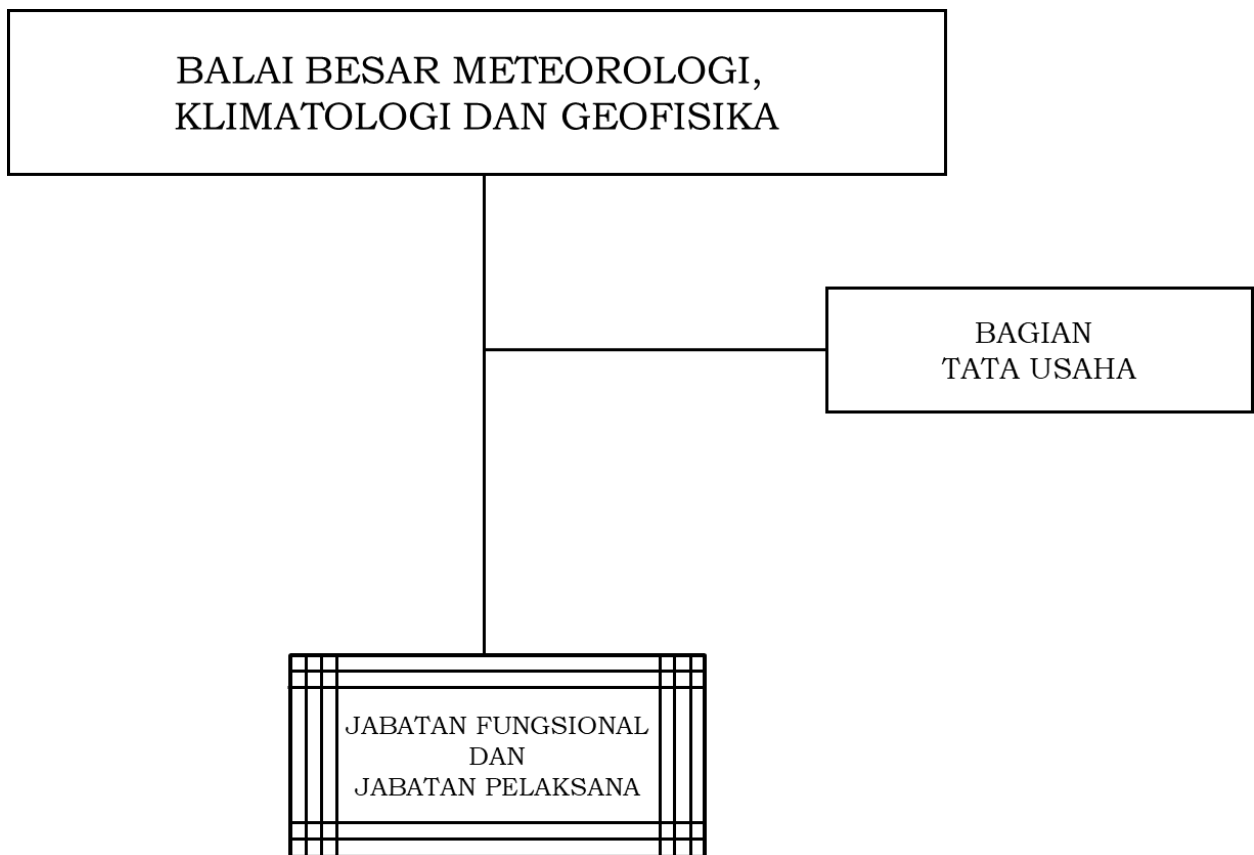 BALAI BESAR METEOROLOGI,
KLIMATOLOGI DAN GEOFISIKA
BAGIAN
TATA USAHA
JABATAN FUNGSIONAL
DAN
JABATAN PELAKSANA